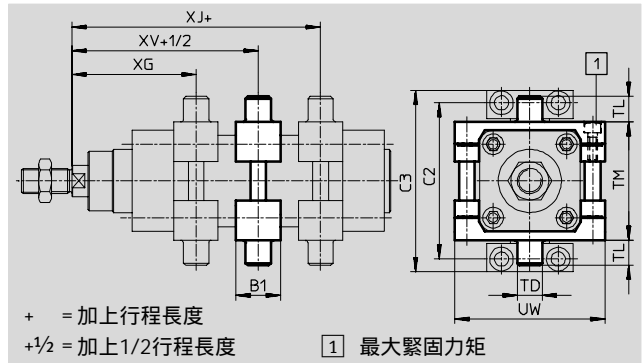 XJ+
XV+1/2
XG
B1
C3
C2
1
TL
TM
TL
TD
UW
+ =加上行程長度
+½ =加上1/2行程長度
1 最大緊固力矩